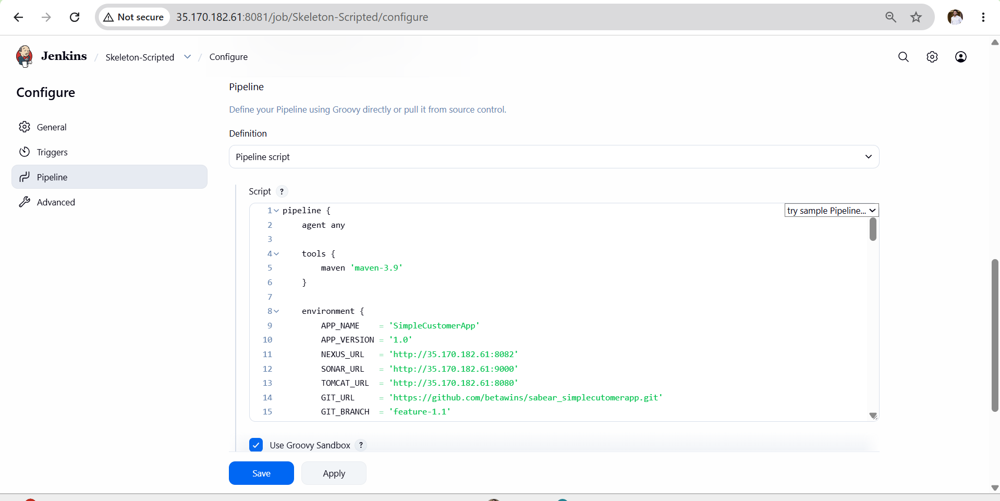 Not secure 35.170.182.61:8081/job/Skeleton-Scripted/configure
Jenkins / Skeleton-Scripted / Configure
Configure
General
Triggers
Pipeline
Advanced
Pipeline
Define your Pipeline using Groovy directly or pull it from source control.
Definition
Pipeline script
Script ?
try sample Pipeline...
1 pipeline {
2     agent any
3
4     tools {
5         maven 'maven-3.9'
6     }
7
8     environment {
9         APP_NAME    = 'SimpleCustomerApp'
10         APP_VERSION = '1.0'
11         NEXUS_URL   = 'http://35.170.182.61:8082'
12         SONAR_URL   = 'http://35.170.182.61:9000'
13         TOMCAT_URL  = 'http://35.170.182.61:8080'
14         GIT_URL     = 'https://github.com/betawins/sabear_simplecutomerapp.git'
15         GIT_BRANCH  = 'feature-1.1'
Use Groovy Sandbox ?
Save Apply